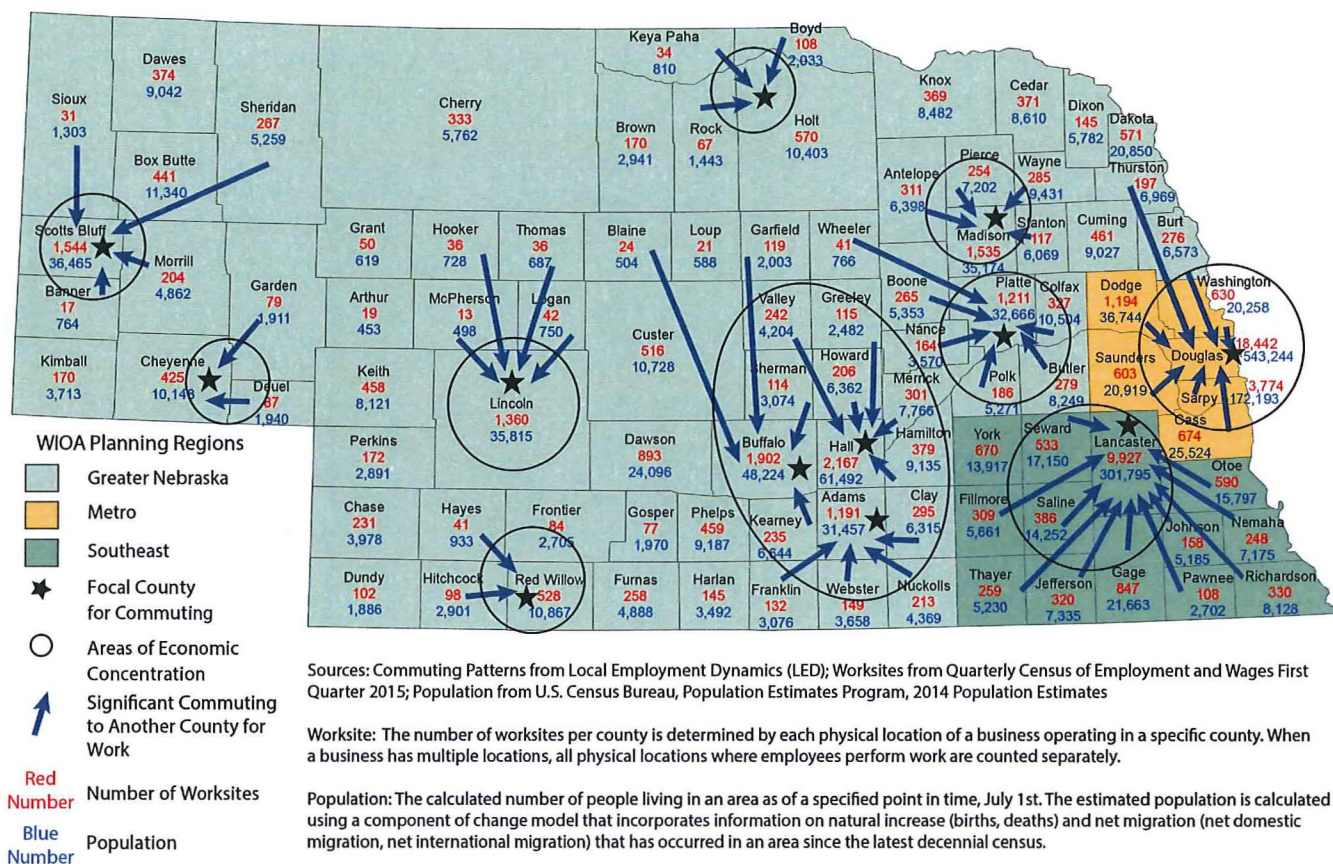 Keya Paha
34
810
Boyd
108
2,033
Dawes
374
9,042
Sioux
31
1,303
Sheridan
267
5,259
Cherry
333
5,762
Brown
170
2,941
Rock
67
1,443
Holt
570
10,403
Knox
369
8,482
Cedar
371
8,610
Dixon
145
5,782
Dakota
571
20,850
Box Butte
441
11,340
Antelope
311
6,398
Pierce
254
7,202
Wayne
285
9,431
Thurston
197
6,969
Scotts Bluff
1,544
36,465
Morrill
204
4,862
Banner
17
764
Garden
79
1,911
Grant
50
619
Hooker
36
728
Thomas
36
687
Blaine
24
504
Loup
21
588
Garfield
119
2,003
Wheeler
41
766
Madison
1,535
35,174
Stanton
117
6,069
Cuming
461
9,027
Burt
276
6,573
Kimball
170
3,713
Cheyenne
425
10,148
Deuel
87
1,940
Arthur
19
453
McPherson
13
498
Logan
42
750
Custer
516
10,728
Valley
242
4,204
Greeley
115
2,482
Boone
265
5,353
Platte
1,211
32,666
Colfax
327
10,504
Dodge
1,194
36,744
Washington
630
20,258
Nance
164
3,570
Keith
458
8,121
Lincoln
1,360
35,815
Sherman
114
3,074
Howard
206
6,362
Merrick
301
7,766
Polk
186
5,271
Butler
279
8,249
Saunders
603
20,919
Douglas
18,442
543,244
Sarpy
3,774
172,193
Cass
674
25,524
Perkins
172
2,891
Dawson
893
24,096
Buffalo
1,902
48,224
Hall
2,167
61,492
Hamilton
379
9,135
York
670
13,917
Seward
533
17,150
Lancaster
9,927
301,795
Otoe
590
15,797
Chase
231
3,978
Hayes
41
933
Frontier
84
2,705
Gosper
77
1,970
Phelps
459
9,187
Kearney
235
6,644
Adams
1,191
31,457
Clay
295
6,315
Fillmore
309
5,661
Saline
386
14,252
Johnson
158
5,185
Nemaha
248
7,175
Dundy
102
1,886
Hitchcock
98
2,901
Red Willow
528
10,867
Furnas
258
4,888
Harlan
145
3,492
Franklin
132
3,076
Webster
149
3,658
Nuckolls
213
4,369
Thayer
259
5,230
Jefferson
320
7,335
Gage
847
21,663
Pawnee
108
2,702
Richardson
330
8,128
WIOA Planning Regions
Greater Nebraska
Metro
Southeast
Focal County
for Commuting
Areas of Economic
Concentration
Significant Commuting
to Another County for
Work
Red
Number
Number of Worksites
Blue
Number
Population
Sources: Commuting Patterns from Local Employment Dynamics (LED); Worksites from Quarterly Census of Employment and Wages First
Quarter 2015; Population from U.S. Census Bureau, Population Estimates Program, 2014 Population Estimates
Worksite: The number of worksites per county is determined by each physical location of a business operating in a specific county. When
a business has multiple locations, all physical locations where employees perform work are counted separately.
Population: The calculated number of people living in an area as of a specified point in time, July 1st. The estimated population is calculated
using a component of change model that incorporates information on natural increase (births, deaths) and net migration (net domestic
migration, net international migration) that has occurred in an area since the latest decennial census.